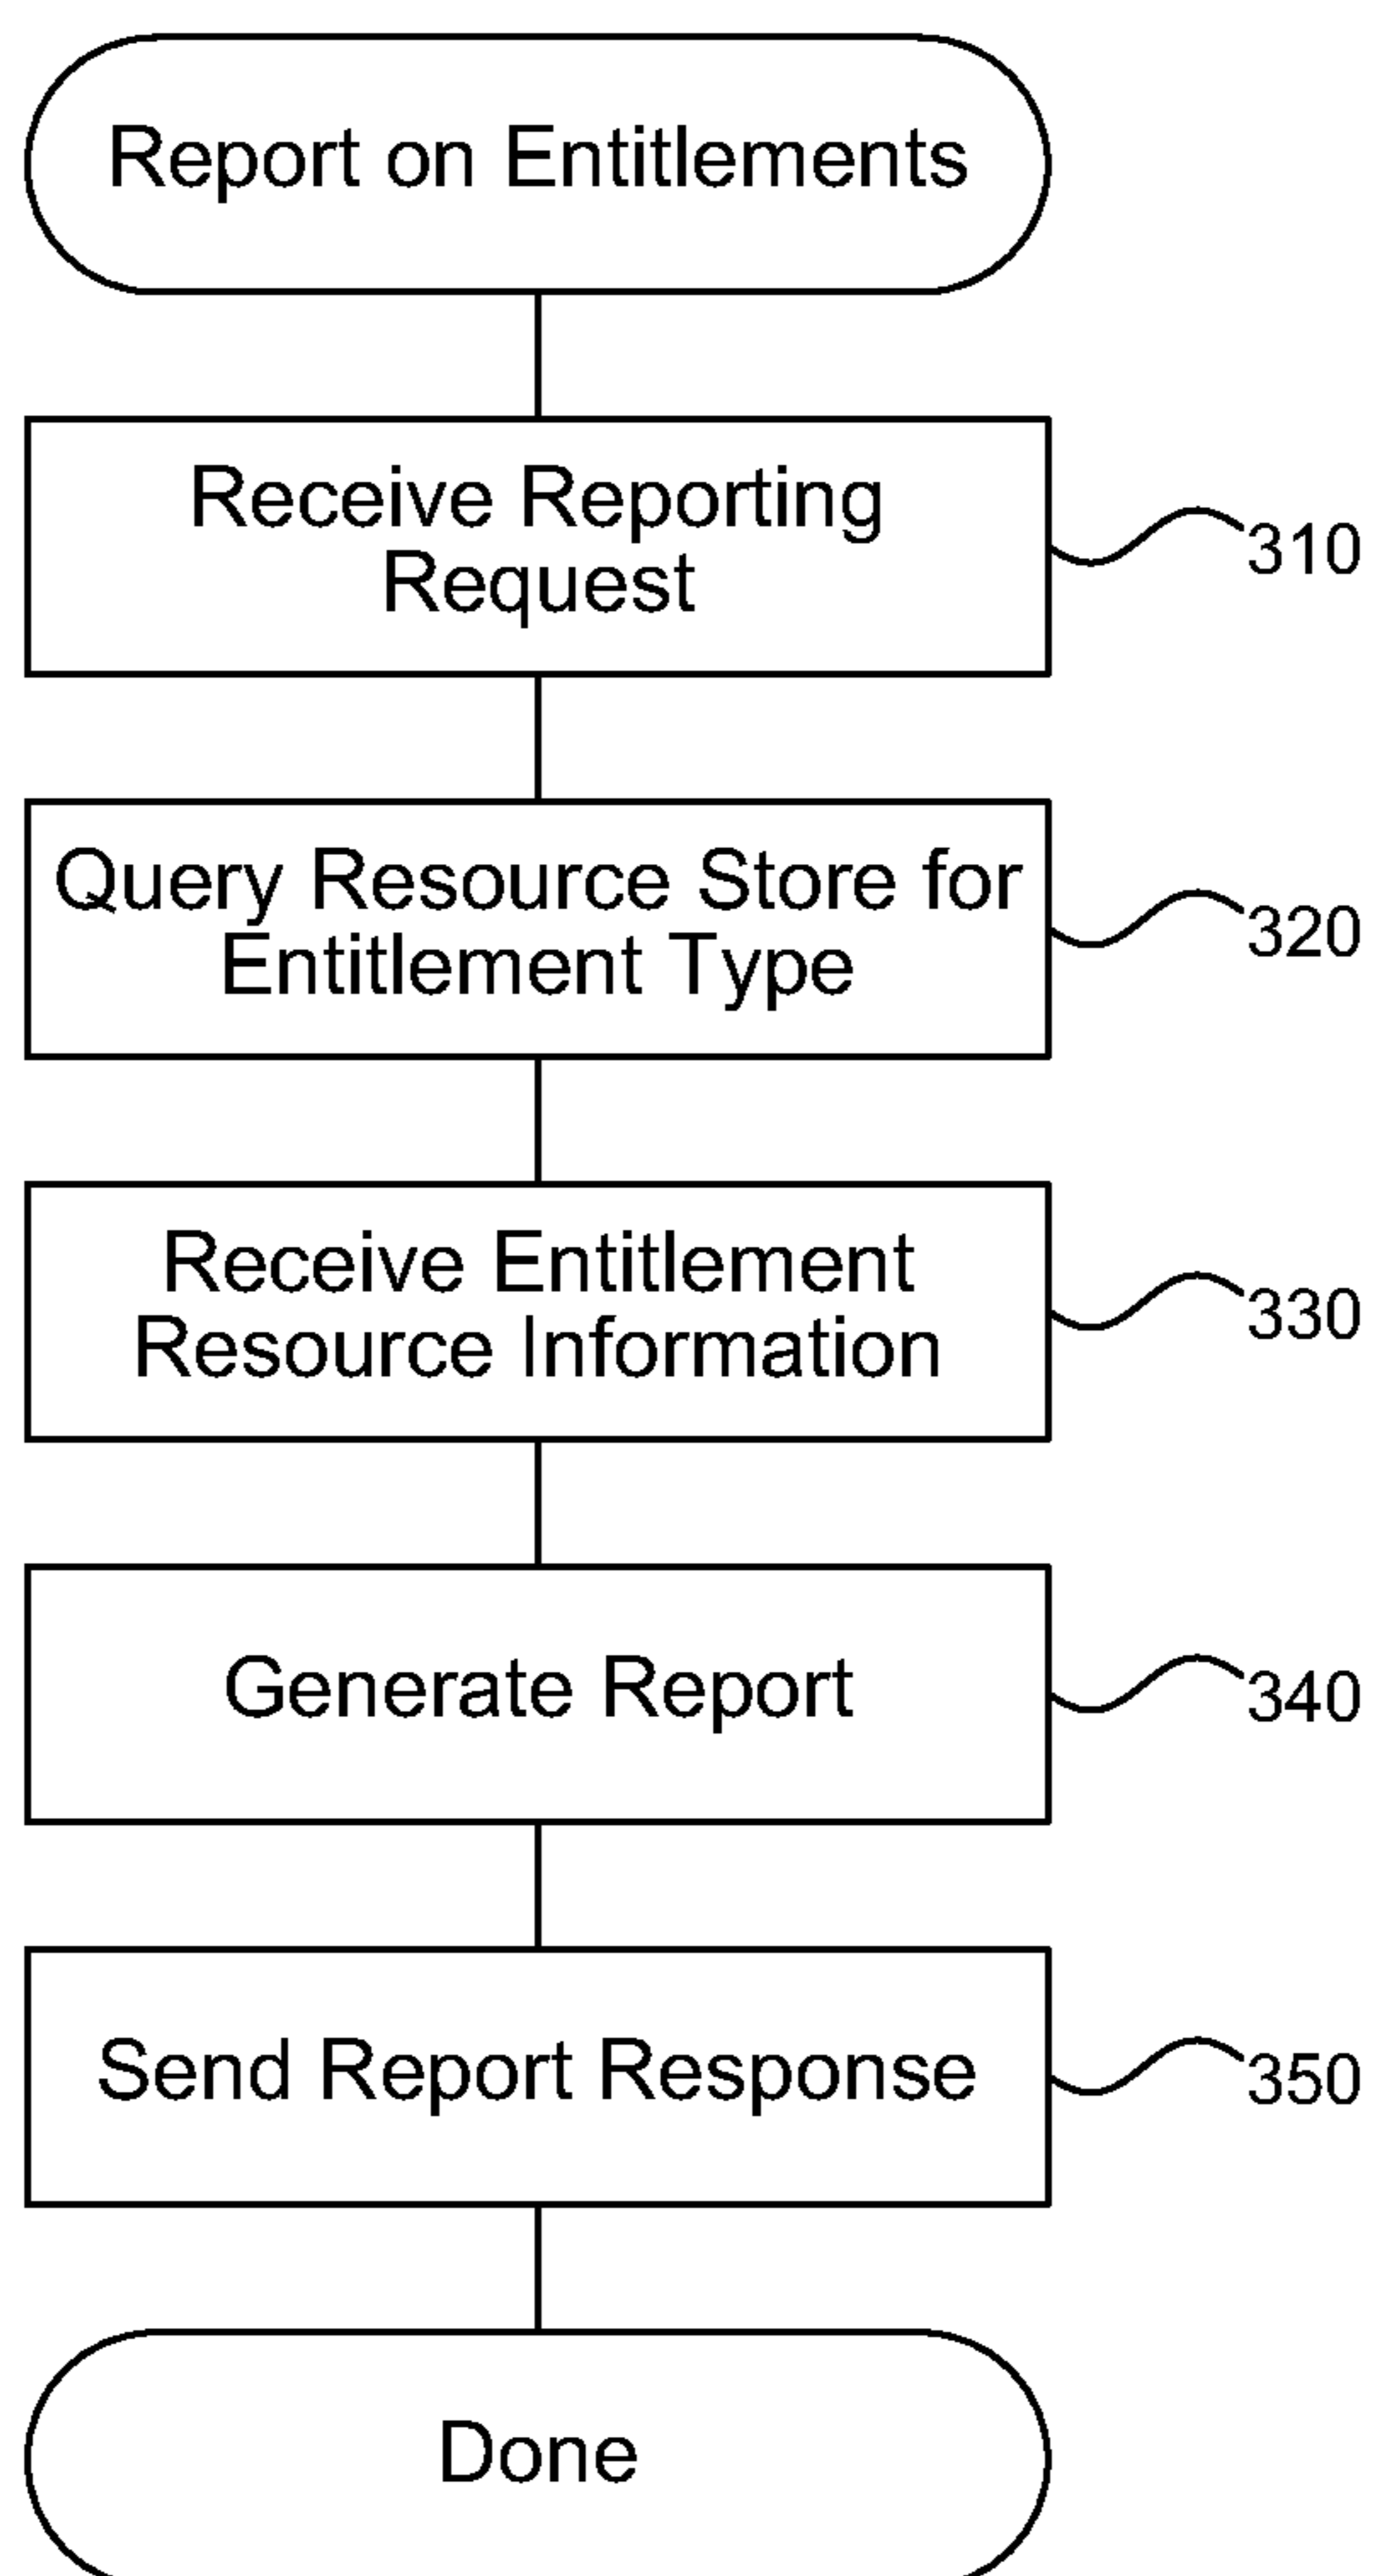 Report on Entitlements
Receive Reporting
Request
310
Query Resource Store for
Entitlement Type
320
Receive Entitlement
Resource Information
330
Generate Report
340
Send Report Response
350
Done